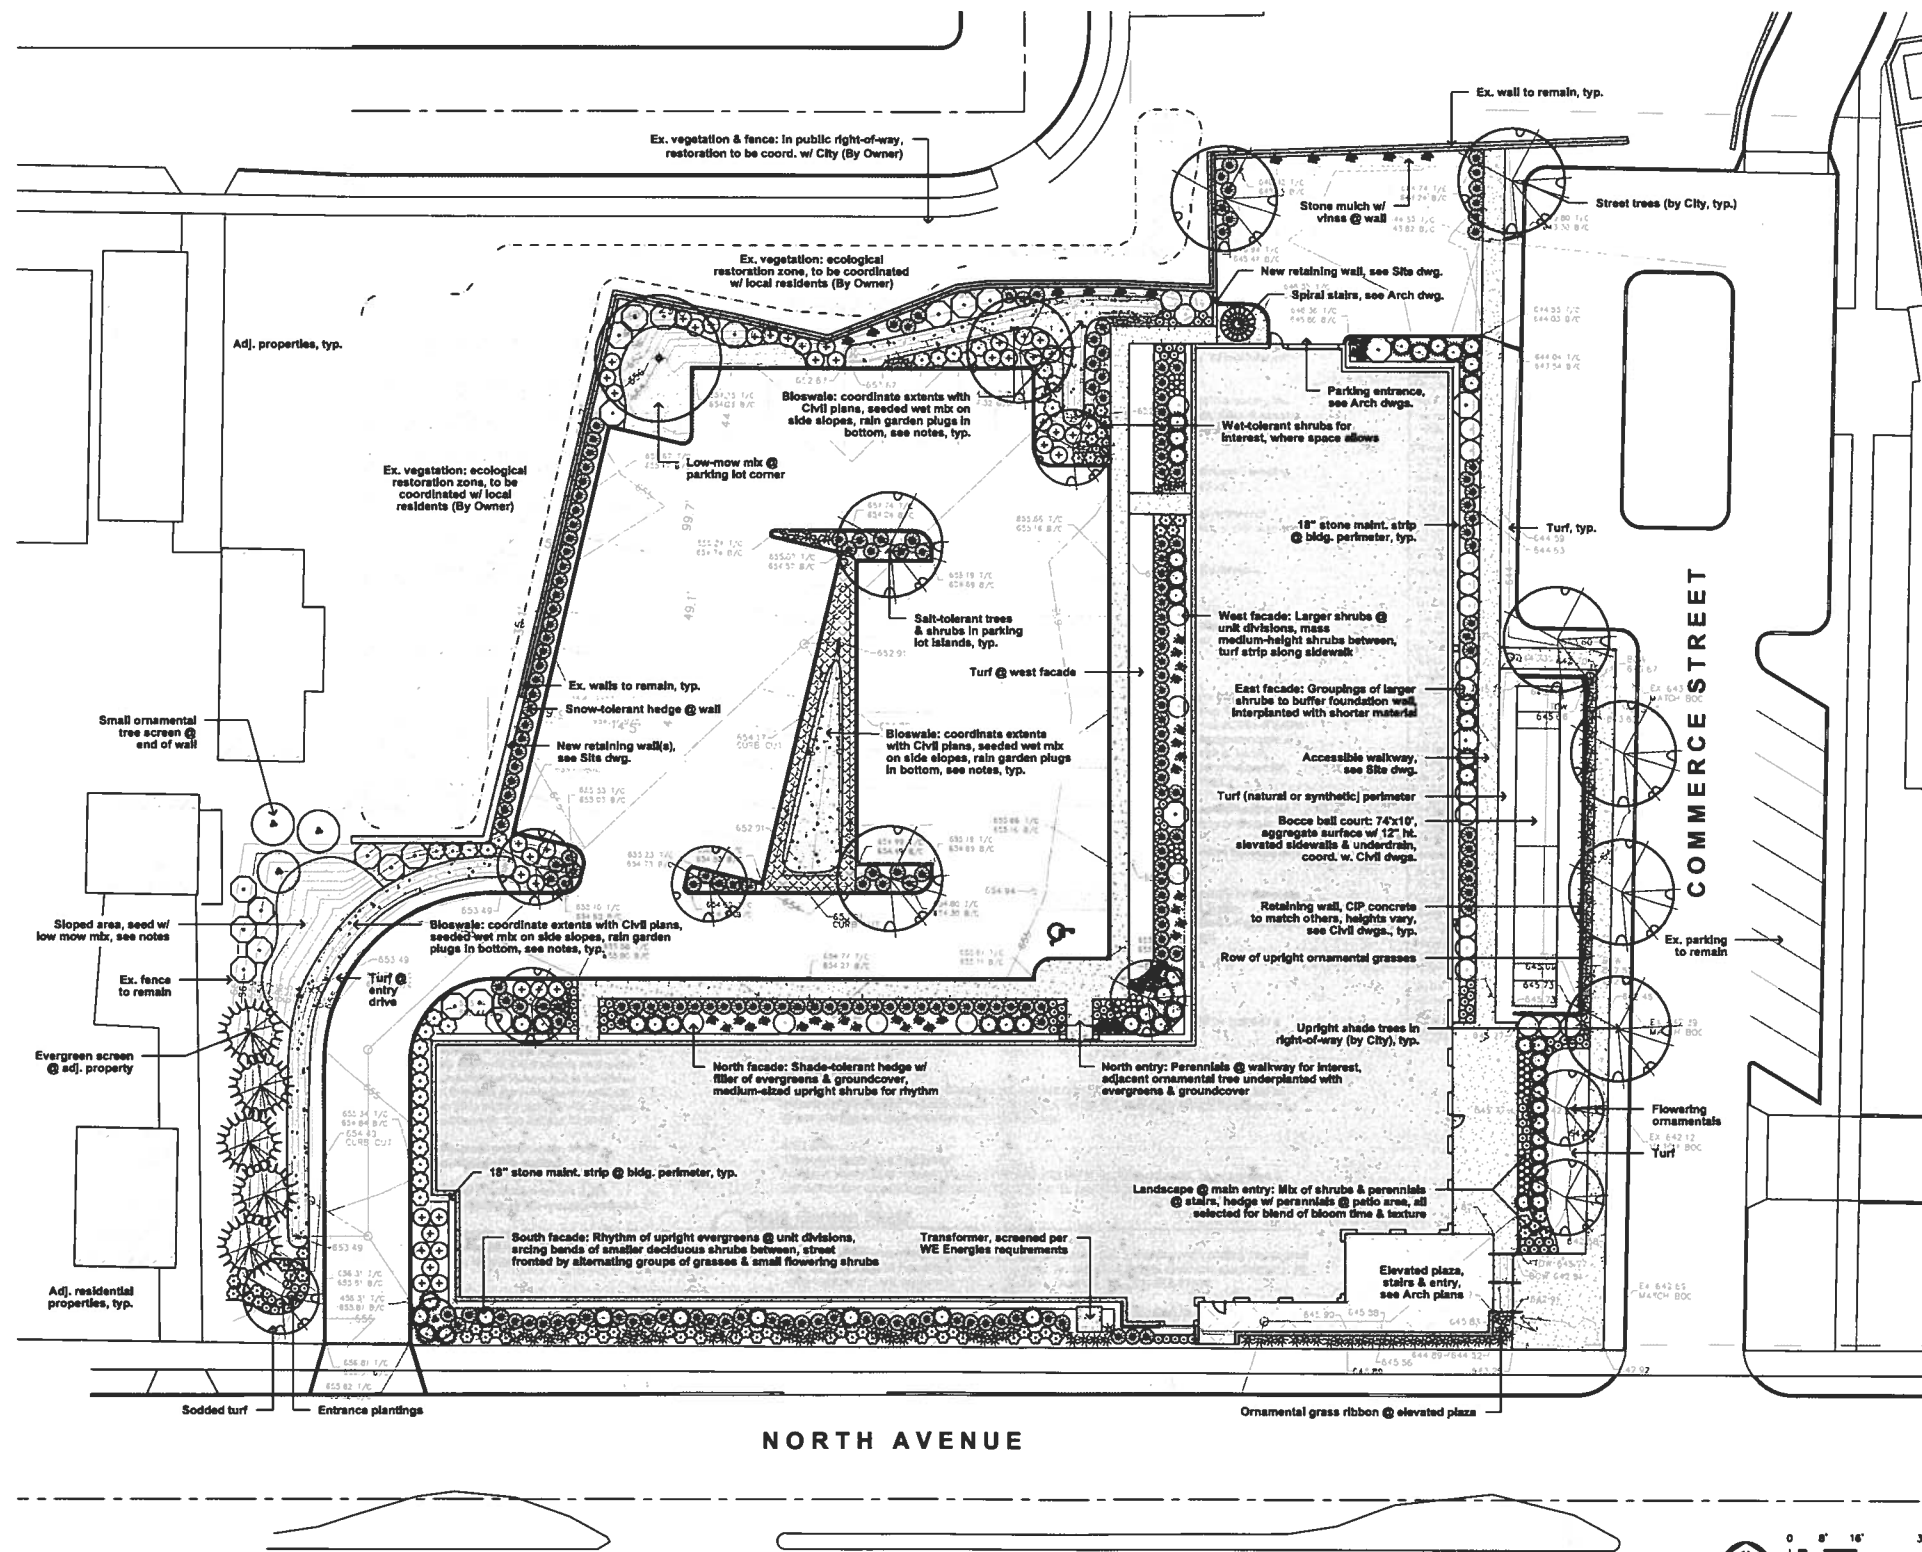 Ex. wall to remain, typ.
Ex. vegetation & fence: in public right-of-way,
restoration to be coord. w/ City (By Owner)
Stone mulch w/
vines @ wall
Street trees (by City, typ.)
Ex. vegetation: ecological
restoration zone, to be coordinated
w/ local residents (By Owner)
New retaining wall, see Site dwg.
Spiral stairs, see Arch dwg.
Adj. properties, typ.
Bioswale: coordinate extents with
Civil plans, seeded wet mix on
side slopes, rain garden plugs in
bottom, see notes, typ.
Parking entrance,
see Arch dwgs.
Wet-tolerant shrubs for
interest, where space allows
Low-mow mix @
parking lot corner
Ex. vegetation: ecological
restoration zone, to be
coordinated w/ local
residents (By Owner)
18" stone maint. strip
@ bldg. perimeter, typ.
Turf, typ.
Salt-tolerant trees
& shrubs in parking
lot islands, typ.
West facade: Larger shrubs @
unit divisions, mass
medium-height shrubs between,
turf strip along sidewalk
Turf @ west facade
Ex. walls to remain, typ.
Snow-tolerant hedge @ wall
East facade: Groupings of larger
shrubs to buffer foundation wall,
interplanted with shorter material
Small ornamental
tree screen @
end of wall
New retaining wall(s),
see Site dwg.
Bioswale: coordinate extents
with Civil plans, seeded wet mix
on side slopes, rain garden plugs
in bottom, see notes, typ.
Accessible walkway,
see Site dwg.
Turf (natural or synthetic) perimeter
Bocce ball court: 74'x10',
aggregate surface w/ 12" ht.
elevated sidewalls & underdrain,
coord. w. Civil dwgs.
COMMERCE STREET
Retaining wall, CIP concrete
to match others, heights vary,
see Civil dwgs., typ.
Sloped area, seed w/
low mow mix, see notes
Bioswale: coordinate extents with Civil plans,
seeded wet mix on side slopes, rain garden
plugs in bottom, see notes, typ.
Row of upright ornamental grasses
Ex. parking
to remain
Ex. fence
to remain
Turf @
entry
drive
Upright shade trees in
right-of-way (by City), typ.
Evergreen screen
@ adj. property
North facade: Shade-tolerant hedge w/
filler of evergreens & groundcover,
medium-sized upright shrubs for rhythm
North entry: Perennials @ walkway for interest,
adjacent ornamental tree underplanted with
evergreens & groundcover
Flowering
ornamentals
Turf
18" stone maint. strip @ bldg. perimeter, typ.
Landscape @ main entry: Mix of shrubs & perennials
@ stairs, hedge w/ perennials @ patio area, all
selected for blend of bloom time & texture
South facade: Rhythm of upright evergreens @ unit divisions,
arcing bands of smaller deciduous shrubs between, street
fronted by alternating groups of grasses & small flowering shrubs
Transformer, screened per
WE Energies requirements
Elevated plaza,
stairs & entry,
see Arch plans
Adj. residential
properties, typ.
Sodded turf
Entrance plantings
Ornamental grass ribbon @ elevated plaza
NORTH AVENUE
0 8' 16'